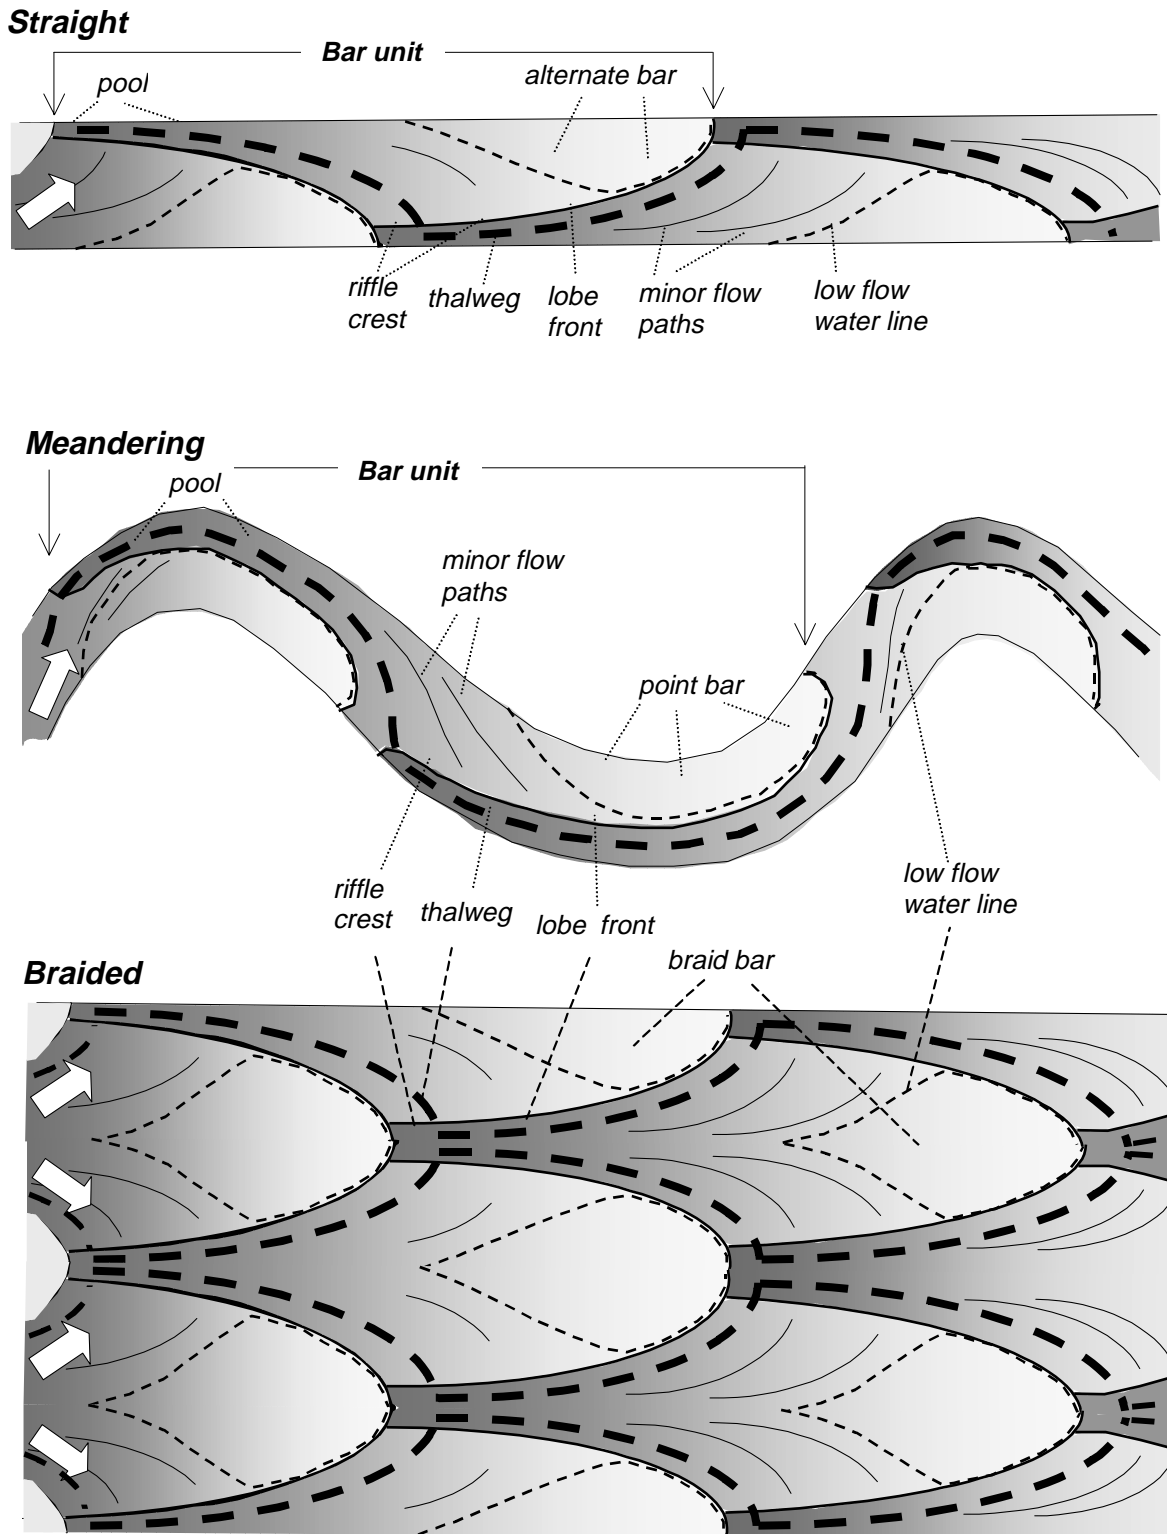 Straight
Bar unit
pool
alternate bar
riffle
crest
thalweg
lobe
front
minor flow
paths
low flow
water line
Meandering
Bar unit
pool
minor flow
paths
point bar
riffle
crest
thalweg
lobe front
low flow
water line
Braided
braid bar